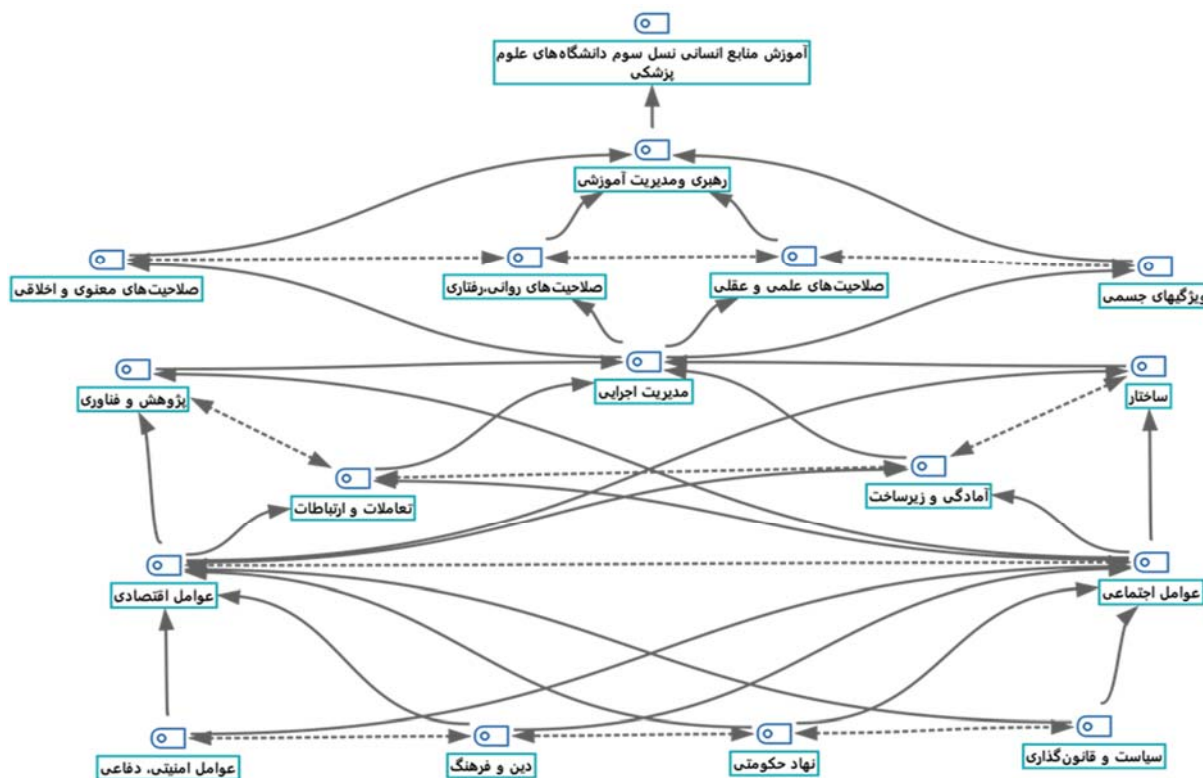 آموزش منابع انسانی نسل سوم دانشگاه‌های علوم
پزشکی
رهبری ومدیریت آموزشی
ویژگیهای جسمی
صلاحیت‌های علمی و عقلی
صلاحیت‌های روانی،رفتاری
صلاحیت‌های معنوی و اخلاقی
ساختار
مدیریت اجرایی
پژوهش و فناوری
آمادگی و زیرساخت
تعاملات و ارتباطات
عوامل اجتماعی
عوامل اقتصادی
سیاست و قانون‌گذاری
نهاد حکومتی
دین و فرهنگ
عوامل امنیتی، دفاعی